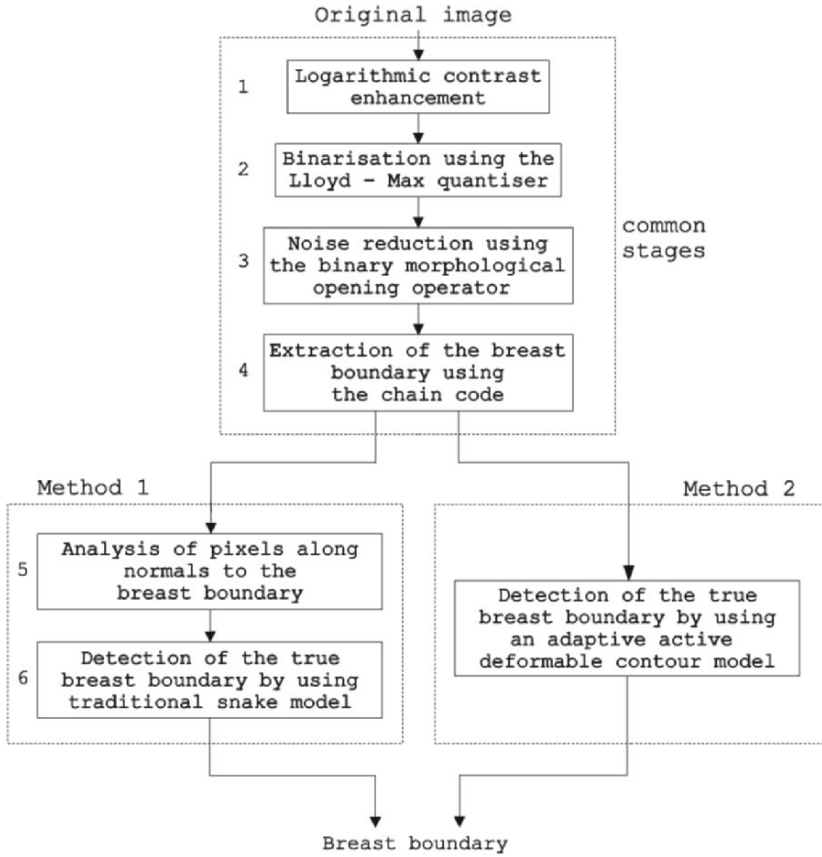 Original image
1
Logarithmic contrast
enhancement
2
Binarisation using the
Lloyd - Max quantiser
3
Noise reduction using
the binary morphological
opening operator
common
stages
4
Extraction of the breast
boundary using
the chain code
Method 1
5
Analysis of pixels along
normals to the
breast boundary
6
Detection of the true
breast boundary by using
traditional snake model
Method 2
Detection of the true
breast boundary by using
an adaptive active
deformable contour model
Breast boundary